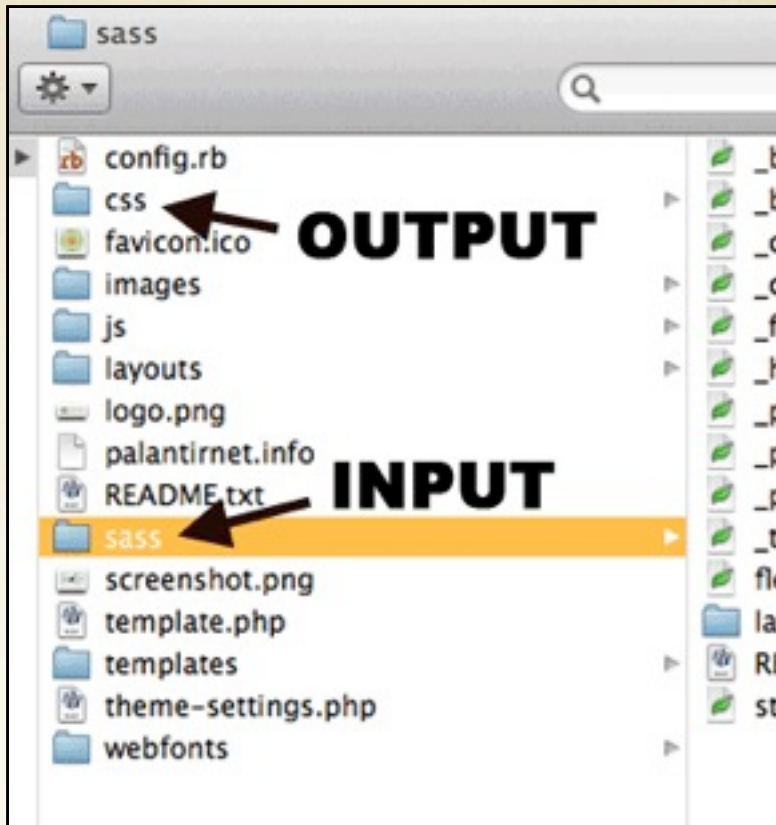 sass
config.rb
css
OUTPUT
favicon.ico
images
js
layouts
logo.png
palantirnet.info
INPUT
README.txt
sass
screenshot.png
template.php
templates
theme-settings.php
webfonts